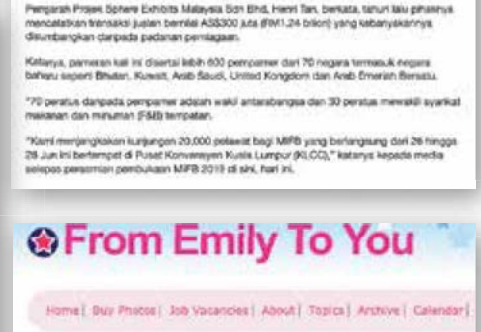 Pengarah Projek Sphere Exhibits Malaysia Sdn Bhd, Henri Tan, berkata, tahun lalu pihaknya
mencatatkan transaksi jualan bernilai AS$300 juta (RM1.24 bilion) yang kebanyakannya
disumbangkan daripada padanan perniagaan.
Katanya, pameran kali ini disertai lebih 600 pempamer dari 70 negara termasuk negara
baharu seperti Bhutan, Kuwait, Arab Saudi, United Kingdom dan Arab Emeriah Bersatu.
"70 peratus daripada pempamer adalah wakil antarabangsa dan 30 peratus mewakili syarikat
makanan dan minuman (F&B) tempatan.
"Kami menjangkakan kunjungan 20,000 pelawat bagi MIFB yang berlangsung dari 26 hingga
28 Jun ini bertempat di Pusat Konvensyen Kuala Lumpur (KLCC)," katanya kepada media
selepas perasmian pembukaan MIFB 2019 di sini, hari ini.
From Emily To You
Home| Buy Photos| Job Vacancies| About| Topics| Archive| Calendar|